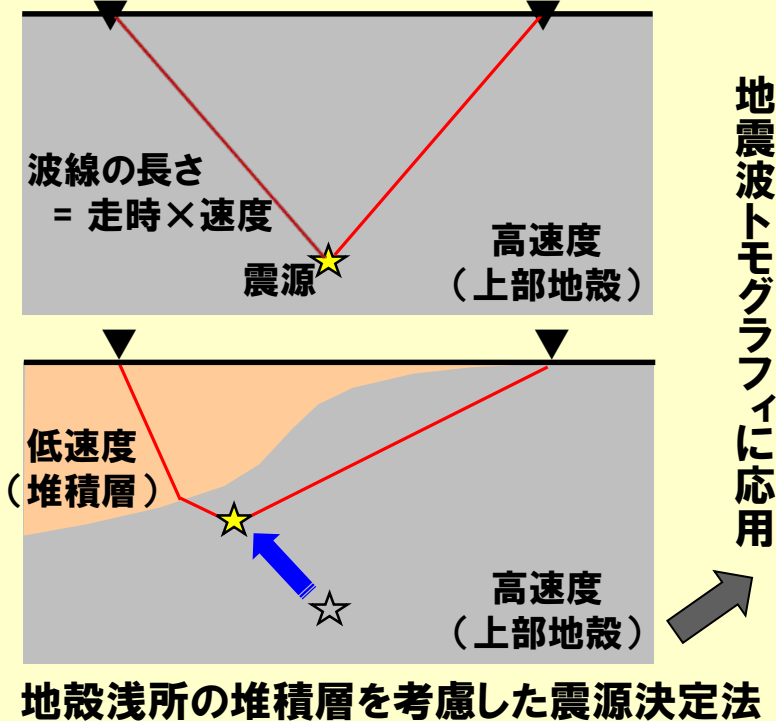 波線の長さ
= 走時×速度
震源
高速度
（上部地殻）
低速度
（堆積層）
高速度
（上部地殻）
地震波トモグラフィに応用
地殻浅所の堆積層を考慮した震源決定法